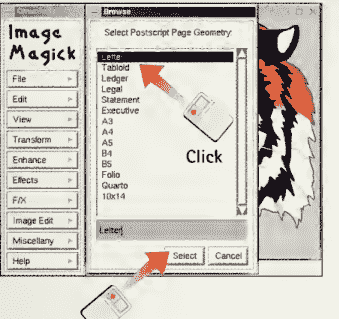 Browse
Image
Magick
Select Postscript Page Geometry:
File
Edit
View
Transform
Enhance
Effects
F/X
Image Edit
Miscellany
Help
Letter
Tabloid
Ledger
Legal
Statement
Executive
A3
A4
A5
B4
B5
Folio
Quarto
10x14
Click
Letter
Select Cancel